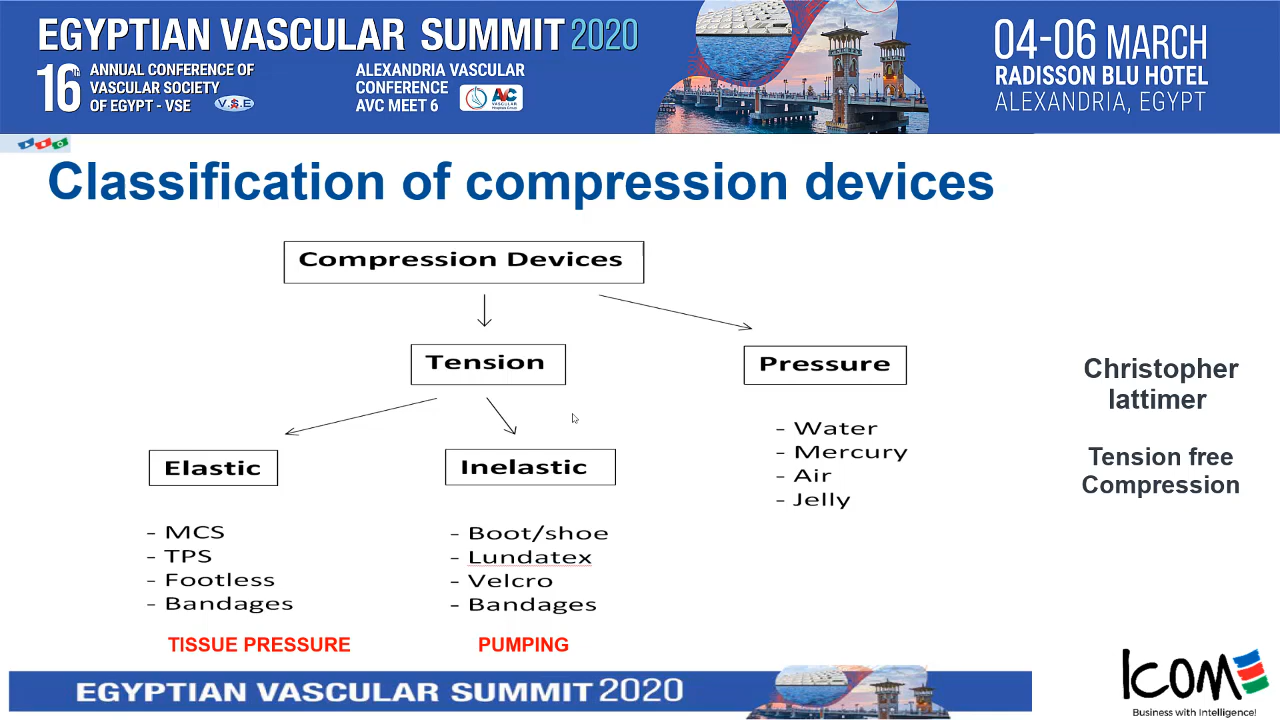 EGYPTIAN VASCULAR SUMMIT 2020
16th ANNUAL CONFERENCE OF
VASCULAR SOCIETY
OF EGYPT - VSE
V.S.E
ALEXANDRIA VASCULAR
CONFERENCE
AVC MEET 6
AVC
04-06 MARCH
RADISSON BLU HOTEL
ALEXANDRIA, EGYPT
Classification of compression devices
Compression Devices
Tension
Pressure
- Water
- Mercury
- Air
- Jelly
Elastic
Inelastic
- MCS
- TPS
- Footless
- Bandages
- Boot/shoe
- Lundatex
- Velcro
- Bandages
TISSUE PRESSURE
PUMPING
Christopher
lattimer
Tension free
Compression
EGYPTIAN VASCULAR SUMMIT 2020
ICOM
Business with Intelligence!